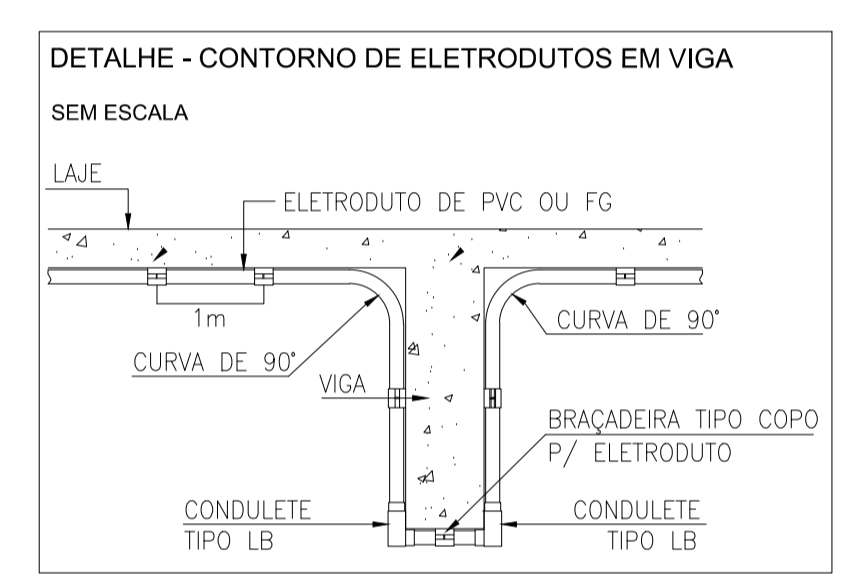 DETALHE - CONTORNO DE ELETRODUTOS EM VIGA
SEM ESCALA
LAJE
ELETRODUTO DE PVC OU FG
1m
CURVA DE 90°
CURVA DE 90°
VIGA
BRAÇADEIRA TIPO COPO
P/ ELETRODUTO
CONDULETE
TIPO LB
CONDULETE
TIPO LB